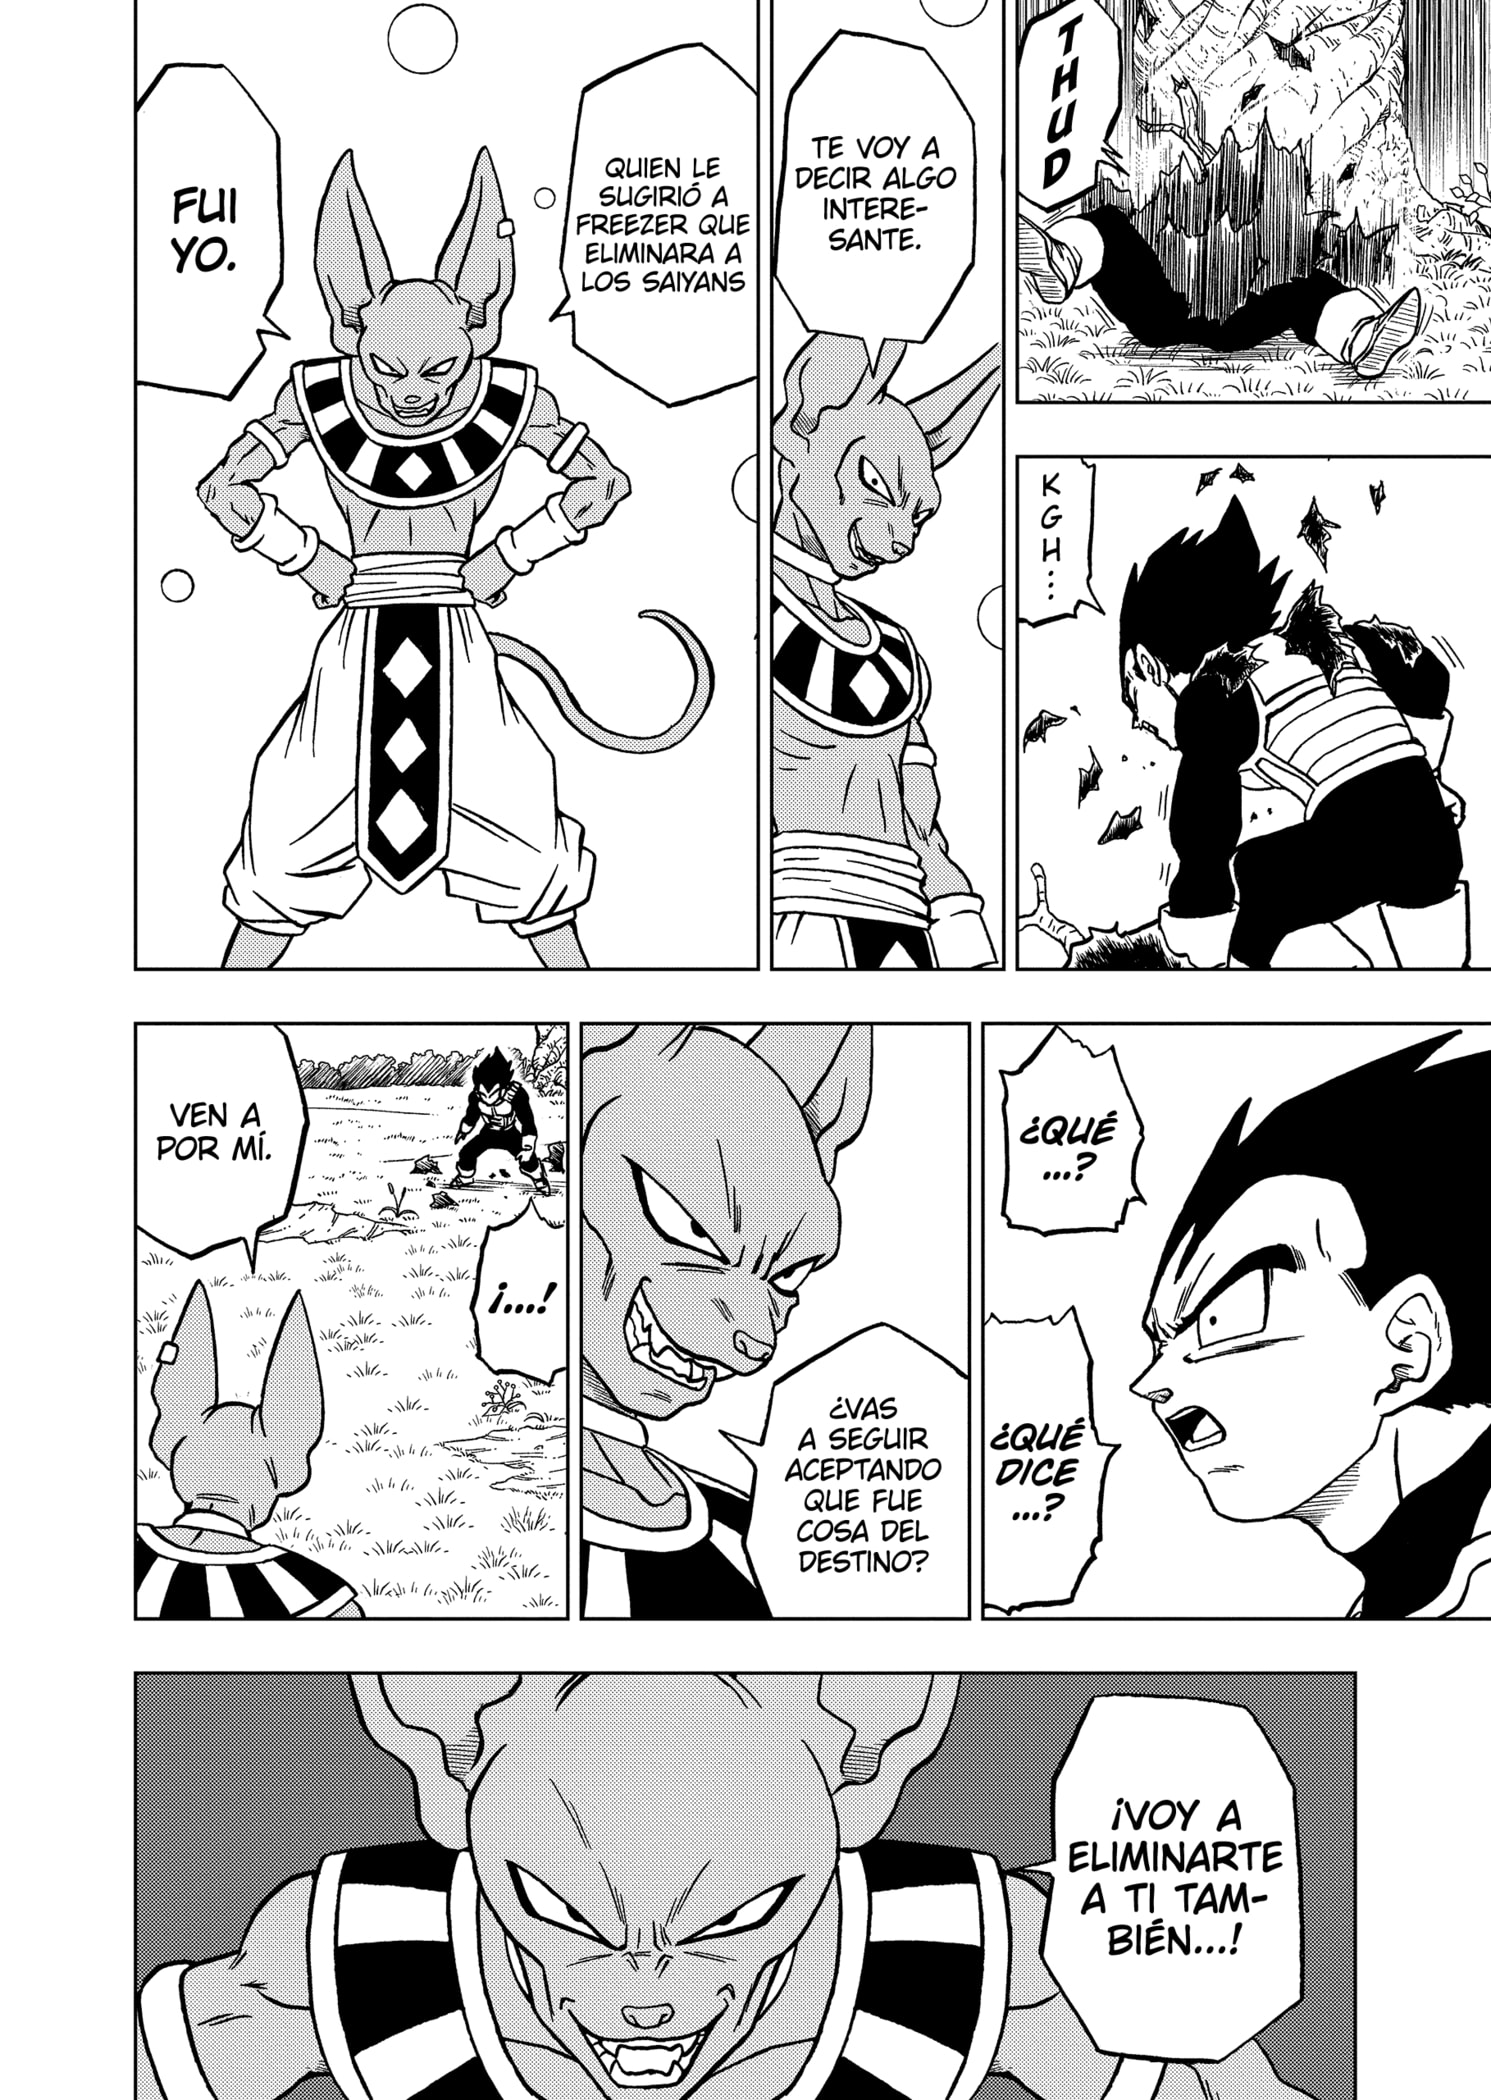 THUD
KGH...
TE VOY A
DECIR ALGO
INTERE-
SANTE.
QUIEN LE
SUGIRIÓ A
FREEZER QUE
ELIMINARA A
LOS SAIYANS
FUI
YO.
¿QUÉ
...?
¿QUÉ
DICE
...?
¿VAS
A SEGUIR
ACEPTANDO
QUE FUE
COSA DEL
DESTINO?
¡...!
VEN A
POR MÍ.
¡VOY A
ELIMINARTE
A TI TAM-
BIÉN...!